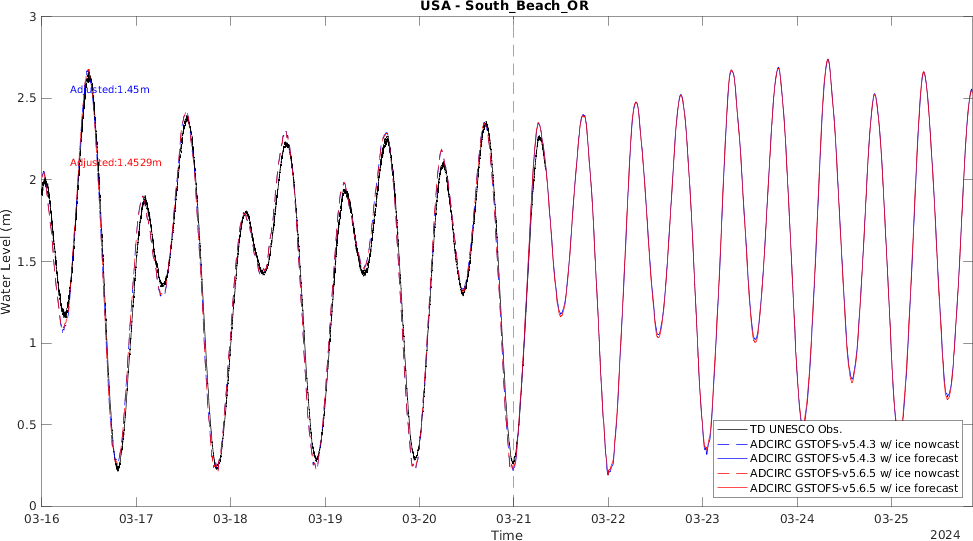 USA - South_Beach_OR
3
2.5
2
1.5
1
0.5
0
Water Level (m)
Adjusted:1.45m
Adjusted:1.4529m
TD UNESCO Obs.
ADCIRC GSTOFS-v5.4.3 w/ ice nowcast
ADCIRC GSTOFS-v5.4.3 w/ ice forecast
ADCIRC GSTOFS-v5.6.5 w/ ice nowcast
ADCIRC GSTOFS-v5.6.5 w/ ice forecast
03-16 03-17 03-18 03-19 03-20 03-21 03-22 03-23 03-24 03-25
Time
2024